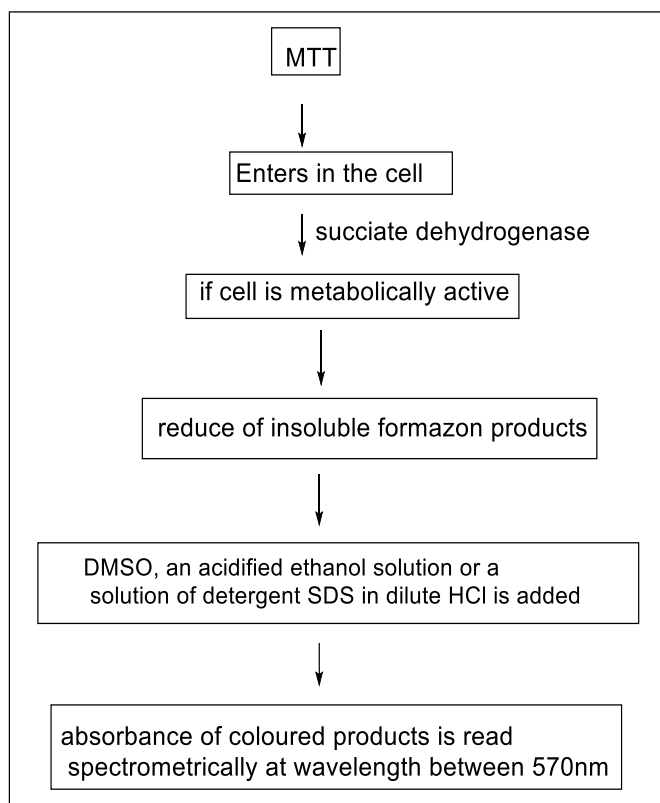 MTT
Enters in the cell
succiate dehydrogenase
if cell is metabolically active
reduce of insoluble formazon products
DMSO, an acidified ethanol solution or a
solution of detergent SDS in dilute HCl is added
absorbance of coloured products is read
spectrometrically at wavelength between 570nm